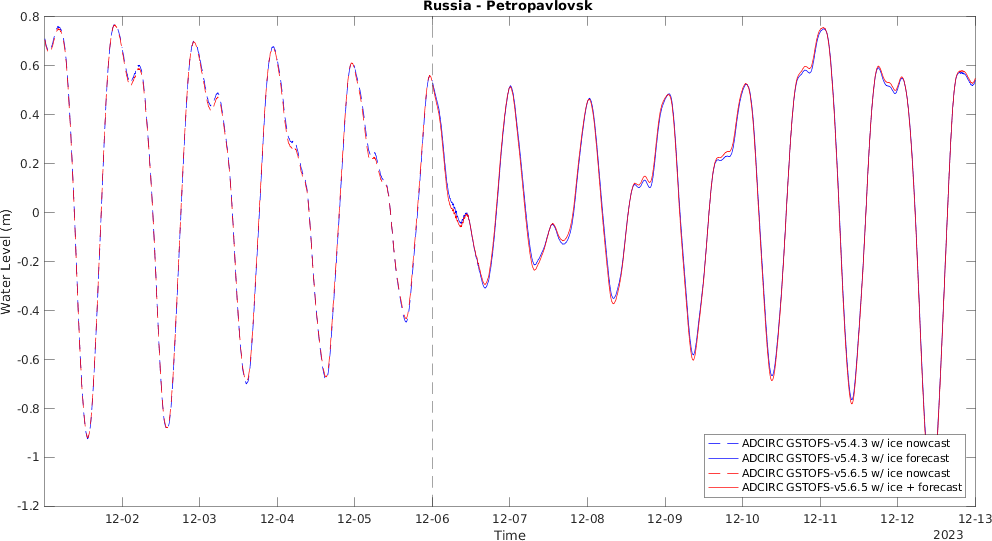 Russia - Petropavlovsk
0.8
0.6
0.4
0.2
0
-0.2
-0.4
-0.6
-0.8
-1
-1.2
Water Level (m)
ADCIRC GSTOFS-v5.4.3 w/ ice nowcast
ADCIRC GSTOFS-v5.4.3 w/ ice forecast
ADCIRC GSTOFS-v5.6.5 w/ ice nowcast
ADCIRC GSTOFS-v5.6.5 w/ ice + forecast
12-02 12-03 12-04 12-05 12-06 12-07 12-08 12-09 12-10 12-11 12-12 12-13
Time
2023